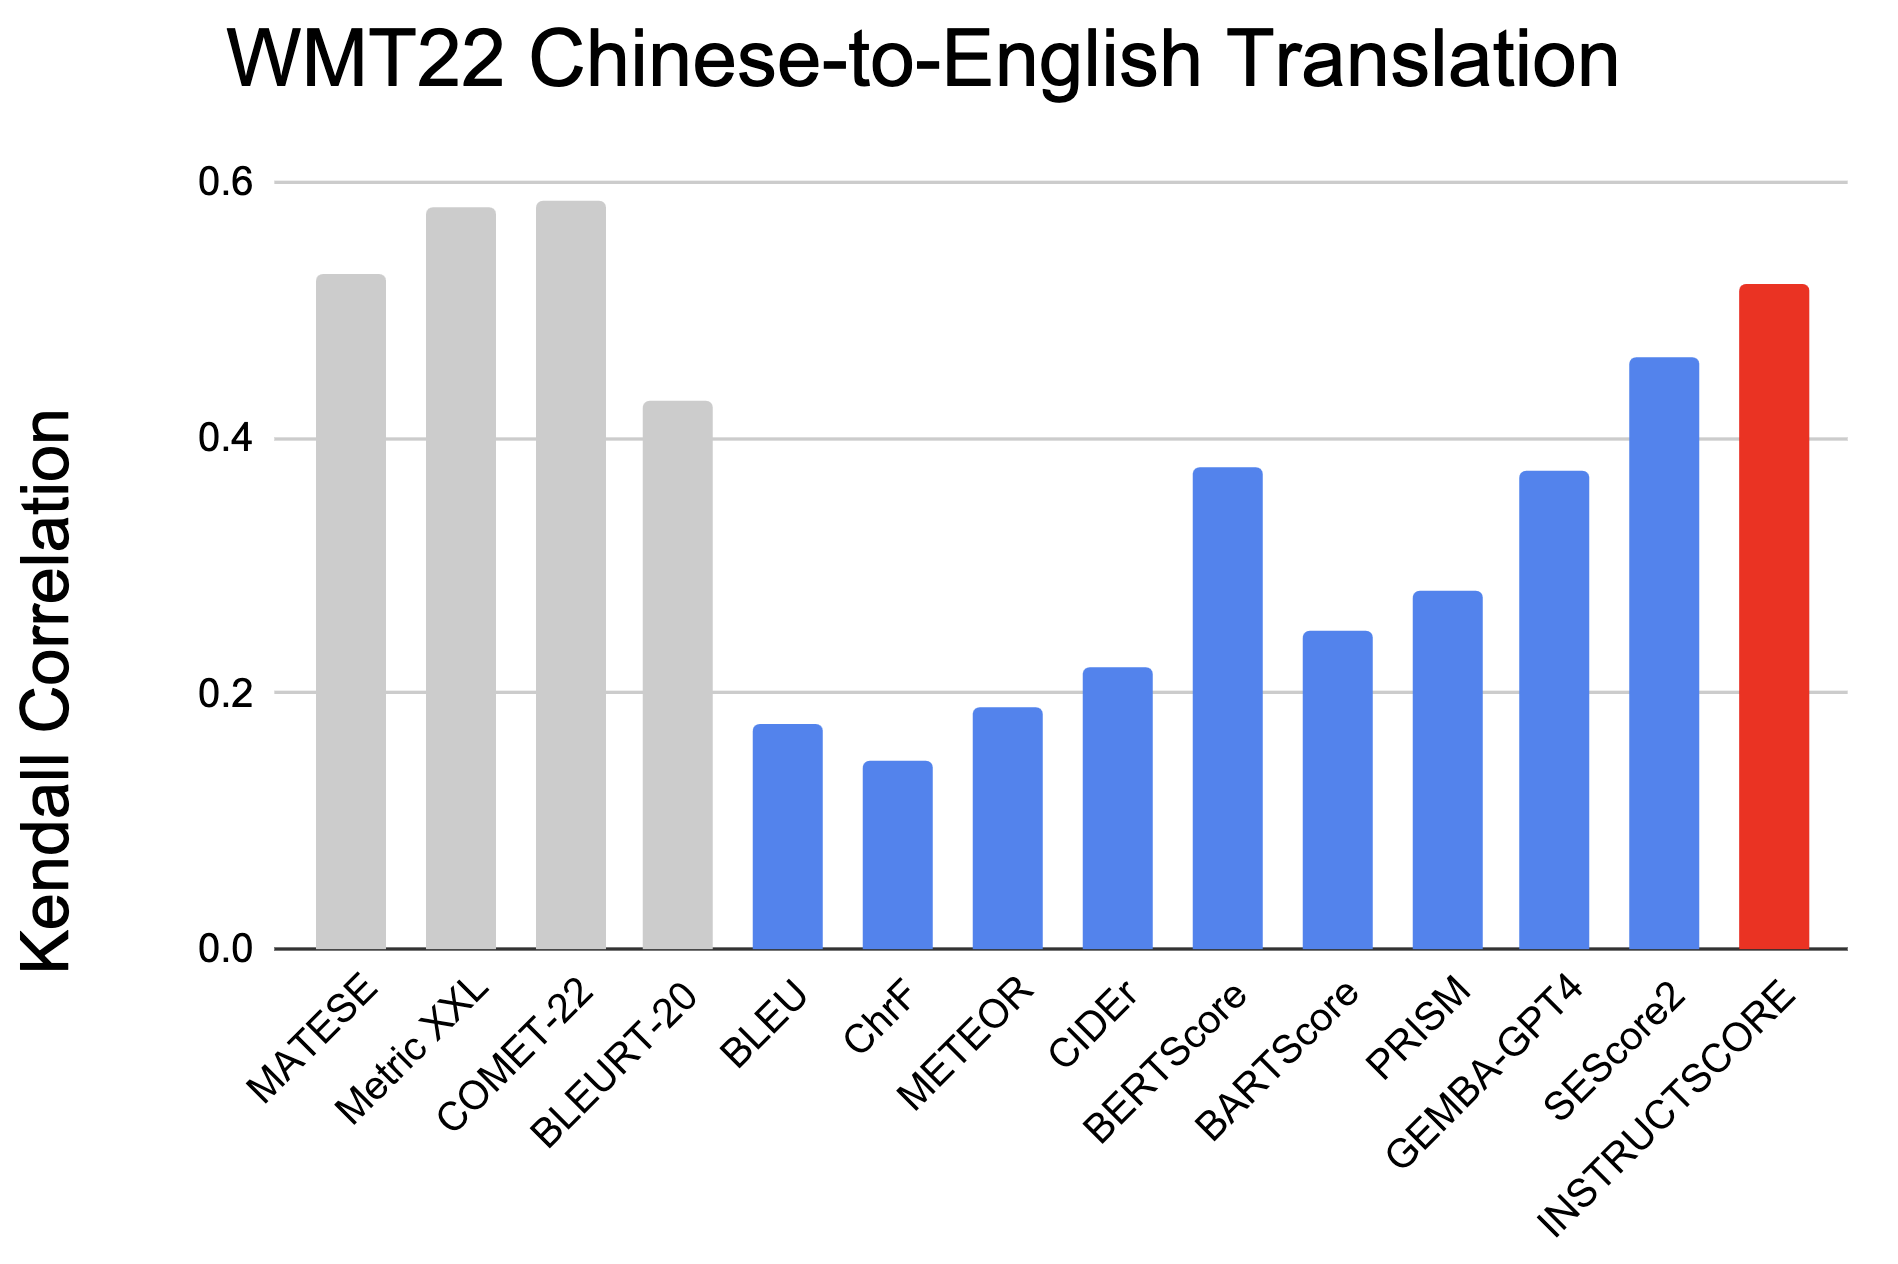 WMT22 Chinese-to-English Translation
Kendall Correlation
0.6
0.4
0.2
0.0
MATESE
Metric XXL
COMET-22
BLEURT-20
BLEU
ChrF
METEOR
CIDEr
BERTScore
BARTScore
PRISM
GEMBA-GPT4
SEScore2
INSTRUCTSCORE